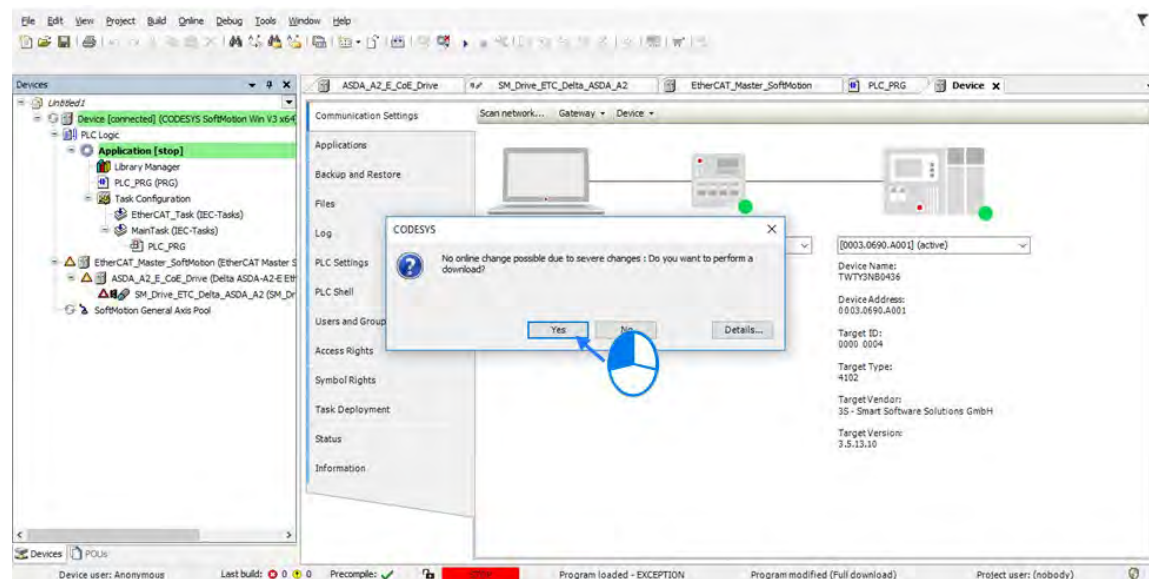 File Edit View Project Build Online Debug Tools Window Help
Devices
Untitled1
Device [connected] (CODESYS SoftMotion Win V3 x64
PLC Logic
Application [stop]
Library Manager
PLC_PRG (PRG)
Task Configuration
EtherCAT_Task (IEC-Tasks)
MainTask (IEC-Tasks)
PLC_PRG
EtherCAT_Master_SoftMotion (EtherCAT Master S
ASDA_A2_E_CoE_Drive (Delta ASDA-A2-E Eth
SM_Drive_ETC_Delta_ASDA_A2 (SM_Dr
SoftMotion General Axis Pool
Devices POUs
ASDA_A2_E_CoE_Drive SM_Drive_ETC_Delta_ASDA_A2 EtherCAT_Master_SoftMotion PLC_PRG Device
Communication Settings
Applications
Backup and Restore
Files
Log
PLC Settings
PLC Shell
Users and Group
Access Rights
Symbol Rights
Task Deployment
Status
Information
Scan network... Gateway Device
CODESYS
No online change possible due to severe changes : Do you want to perform a
download?
Yes No Details...
[0003.0690.A001] (active)
Device Name:
TWTY3NB0436
Device Address:
0003.0690.A001
Target ID:
0000 0004
Target Type:
4102
Target Vendor:
3S - Smart Software Solutions GmbH
Target Version:
3.5.13.10
Device user: Anonymous Last build: 0 0 Precompile: Program loaded - EXCEPTION Program modified (Full download) Project user: (nobody)